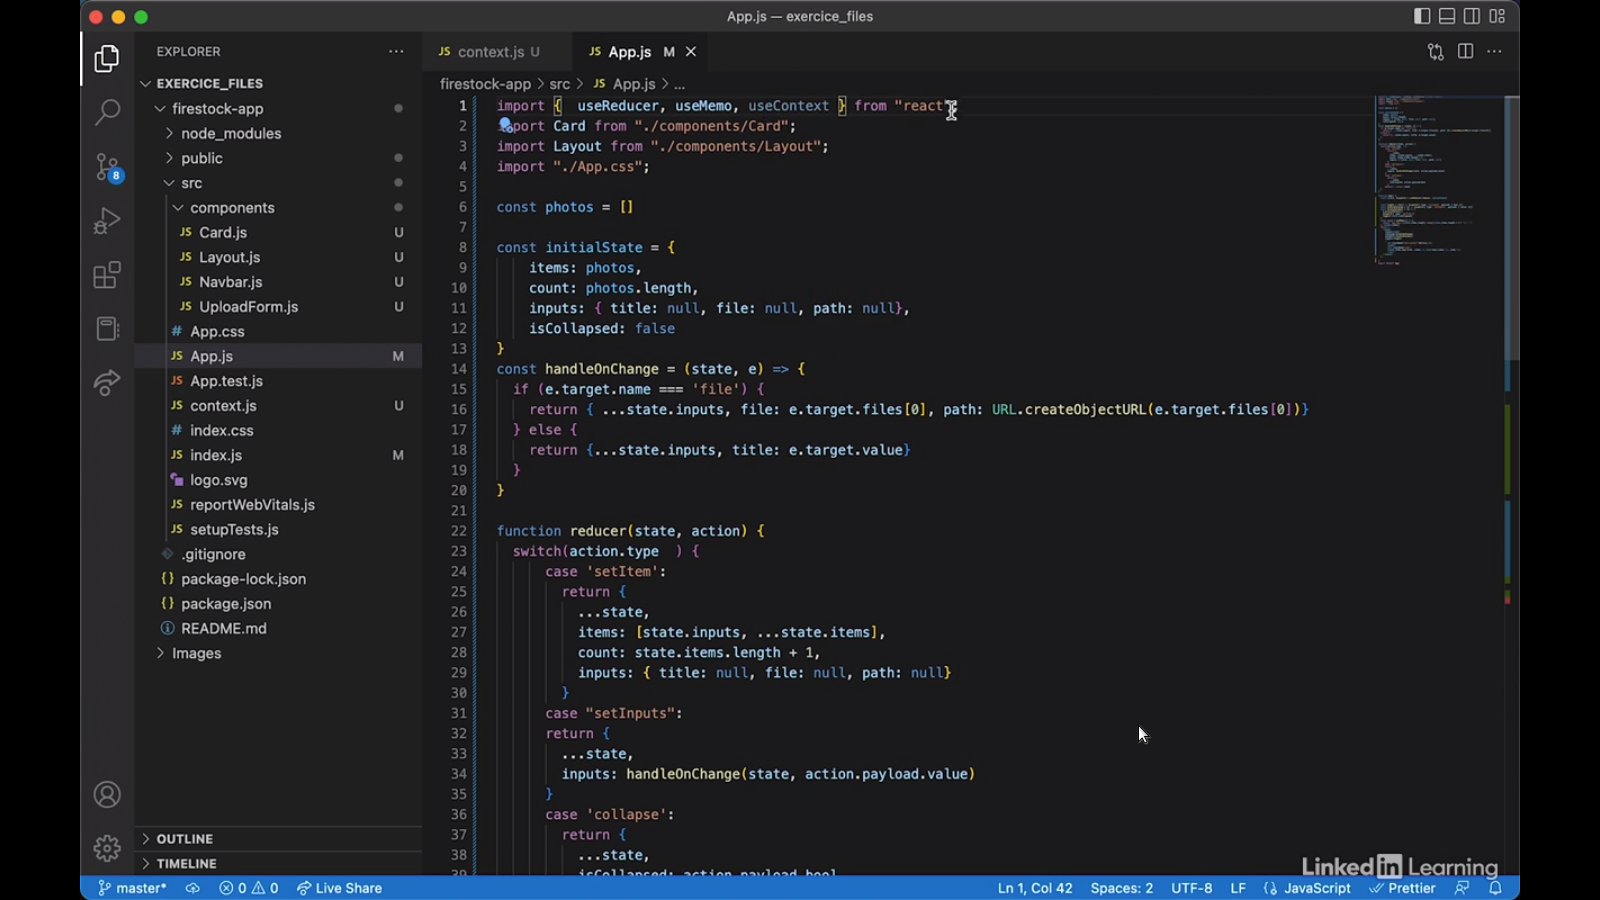 App.js — exercice_files
EXPLORER
EXERCICE_FILES
firestock-app
node_modules
public
src
components
JS Card.js U
JS Layout.js U
JS Navbar.js U
JS UploadForm.js U
# App.css
JS App.js M
JS App.test.js
JS context.js U
# index.css
JS index.js M
logo.svg
JS reportWebVitals.js
JS setupTests.js
.gitignore
{} package-lock.json
{} package.json
README.md
Images
OUTLINE
TIMELINE
8
JS context.js U
JS App.js M
firestock-app > src > JS App.js > ...
1 import {  useReducer, useMemo, useContext } from "react"
2 import Card from "./components/Card";
3 import Layout from "./components/Layout";
4 import "./App.css";
5
6 const photos = []
7
8 const initialState = {
9 items: photos,
10 count: photos.length,
11 inputs: { title: null, file: null, path: null},
12 isCollapsed: false
13 }
14 const handleOnChange = (state, e) => {
15 if (e.target.name === 'file') {
16 return { ...state.inputs, file: e.target.files[0], path: URL.createObjectURL(e.target.files[0])}
17 } else {
18 return {...state.inputs, title: e.target.value}
19 }
20 }
21
22 function reducer(state, action) {
23 switch(action.type  ) {
24 case 'setItem':
25 return {
26 ...state,
27 items: [state.inputs, ...state.items],
28 count: state.items.length + 1,
29 inputs: { title: null, file: null, path: null}
30 }
31 case "setInputs":
32 return {
33 ...state,
34 inputs: handleOnChange(state, action.payload.value)
35 }
36 case 'collapse':
37 return {
38 ...state,
39 isCollapsed: action.payload.bool
LinkedIn Learning
master* 0 0 Live Share
Ln 1, Col 42 Spaces: 2 UTF-8 LF {} JavaScript Prettier